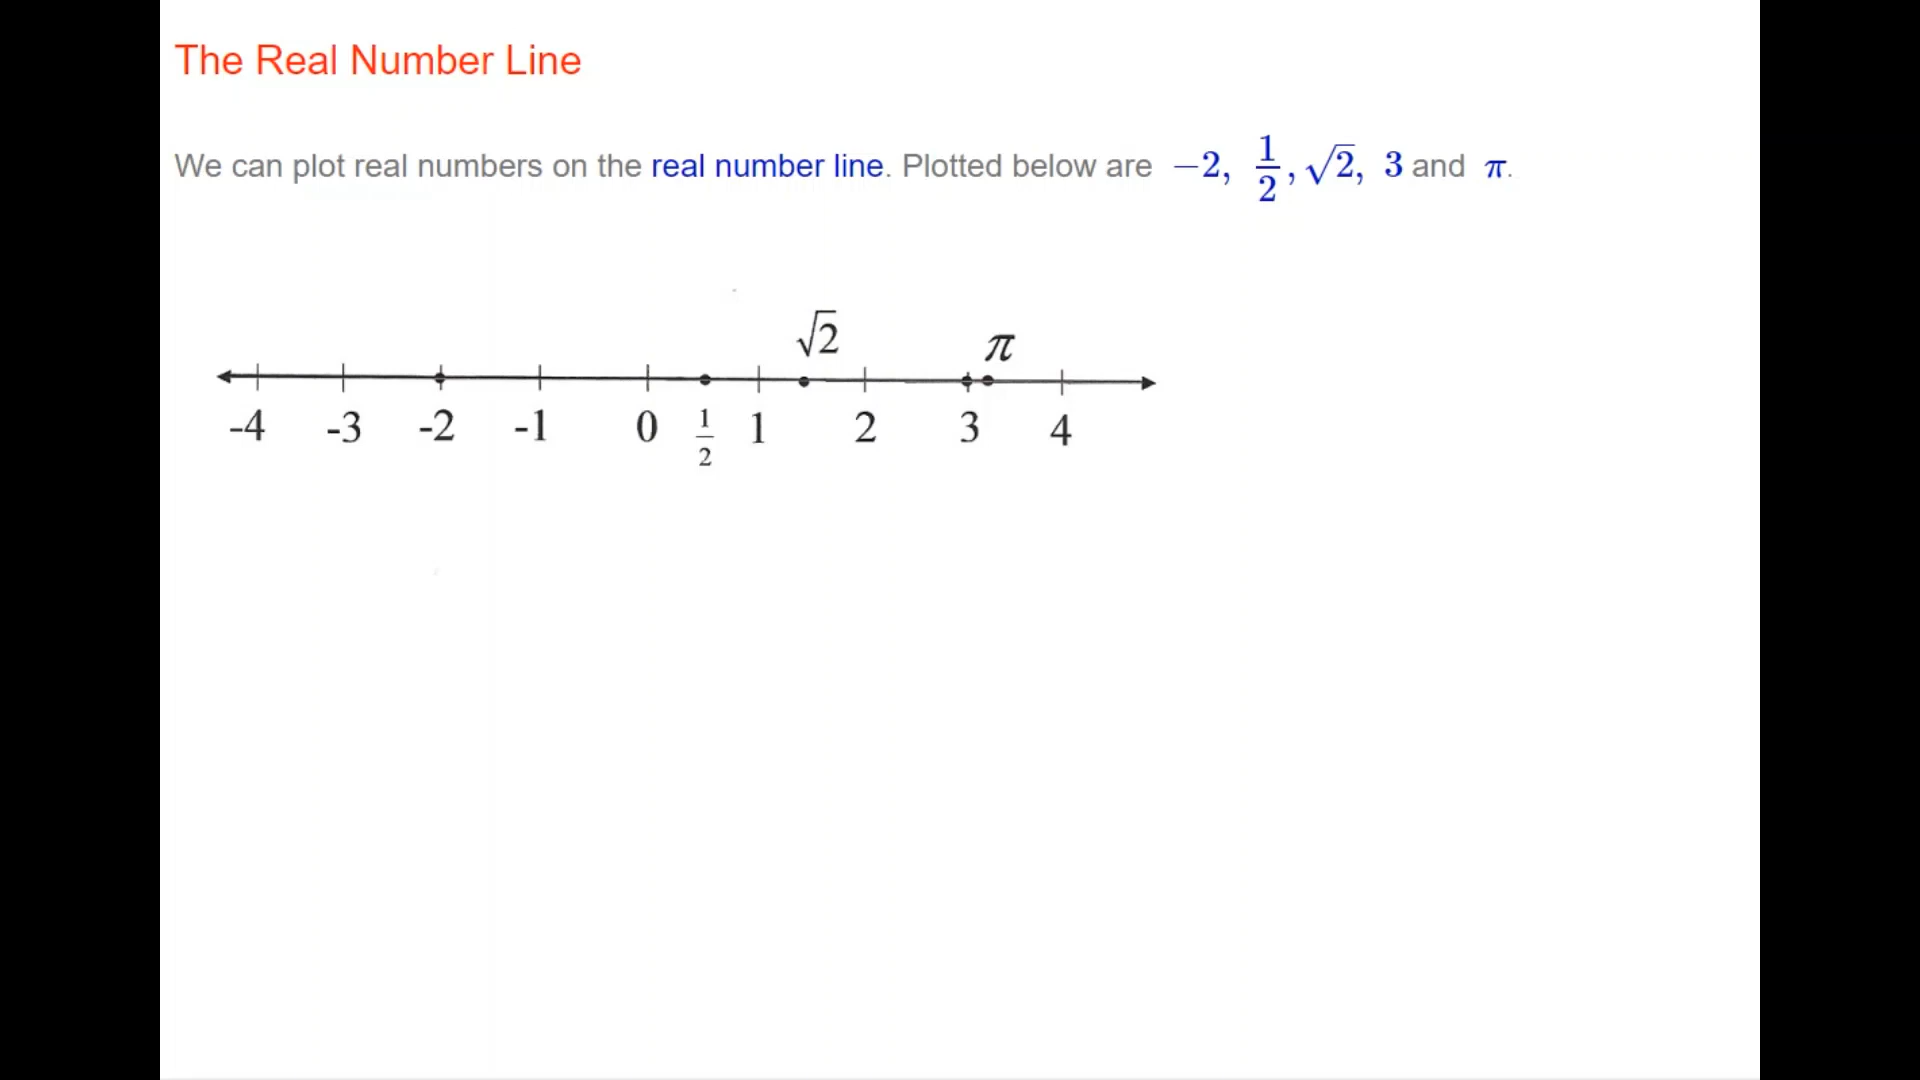 The Real Number Line
We can plot real numbers on the real number line. Plotted below are −2, 1/2, √2, 3 and π.
√2 π
-4 -3 -2 -1 0 1/2 1 2 3 4